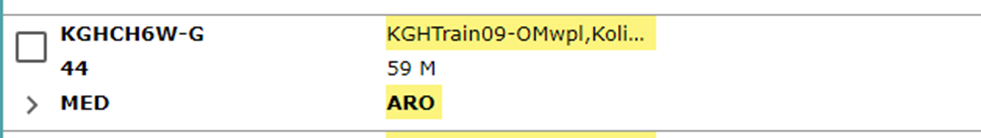 KGHCH6W-G KGHTrain09-OMwpl,Koli...
44 59 M
MED ARO